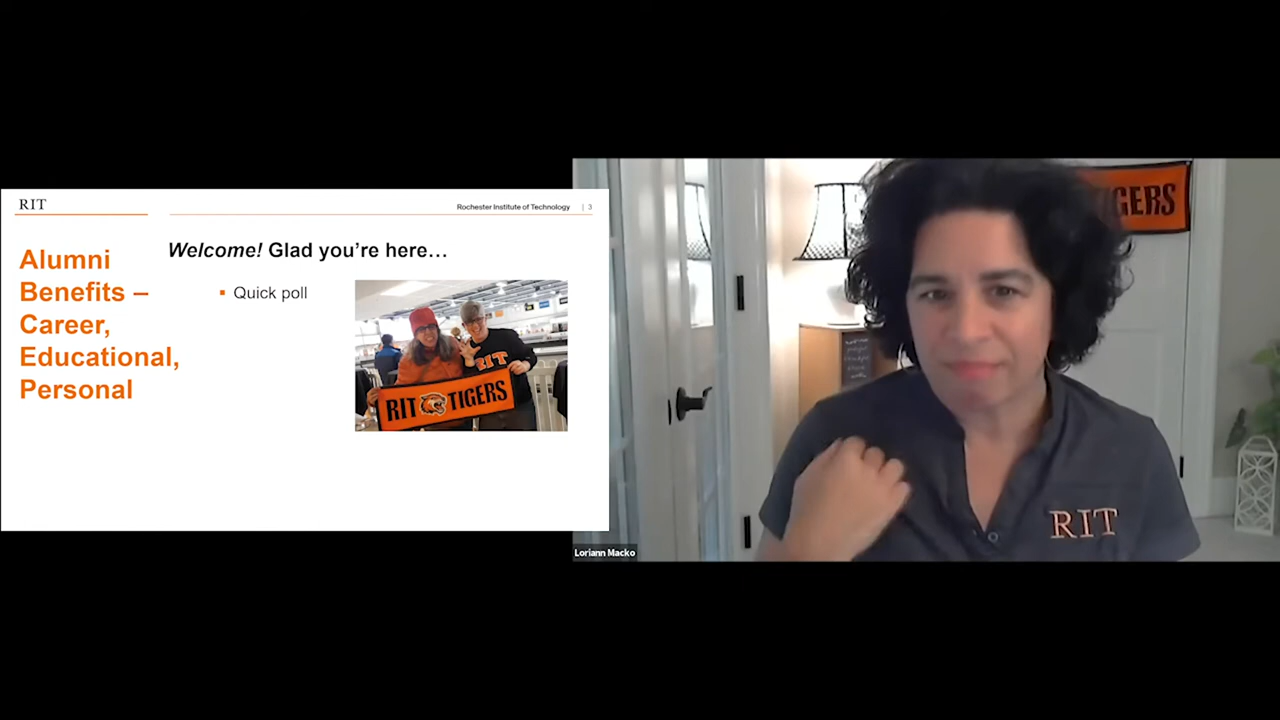 RIT
Rochester Institute of Technology | 3
Alumni
Benefits –
Career,
Educational,
Personal
Welcome! Glad you’re here…
▪ Quick poll
RIT
RIT TIGERS
TIGERS
RIT
Loriann Macko